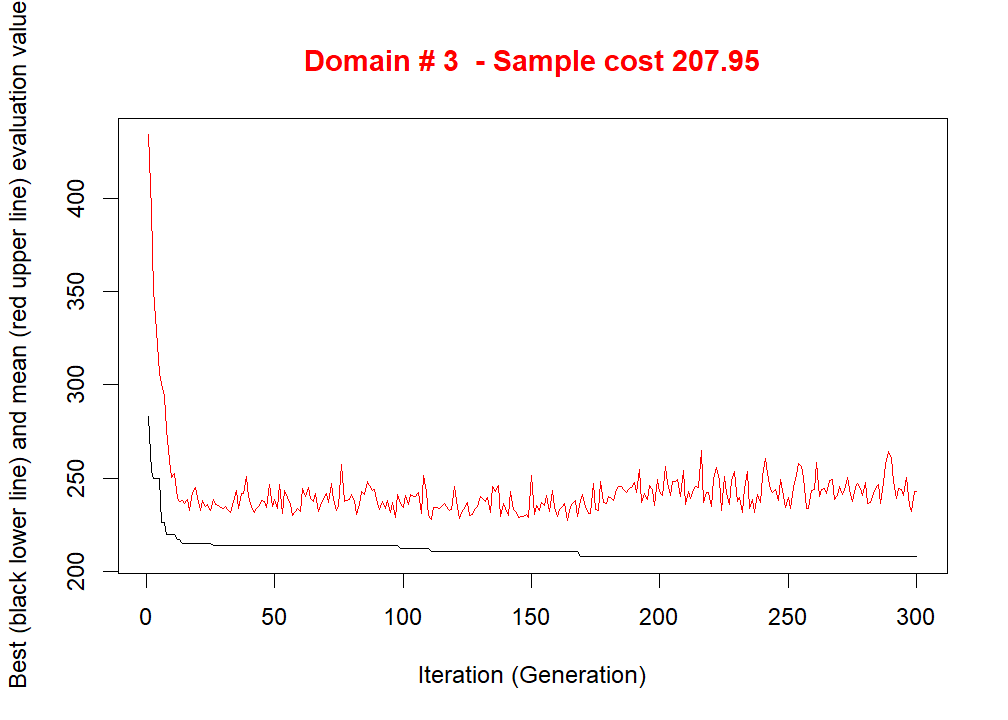 Domain # 3  - Sample cost 207.95
Best (black lower line) and mean (red upper line) evaluation value
400
350
300
250
200
0 50 100 150 200 250 300
Iteration (Generation)